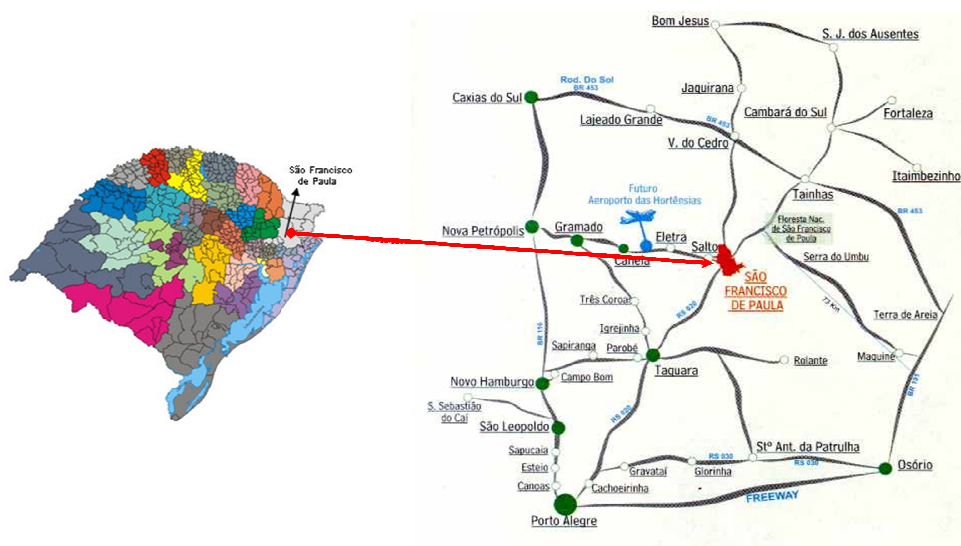 São Francisco
de Paula
Bom Jesus
S. J. dos Ausentes
Rod. Do Sol
BR 453
Caxias do Sul
Jaquirana
Lajeado Grande
BR 453
Cambará do Sul
Fortaleza
V. do Cedro
Itaimbezinho
Tainhas
Futuro
Aeroporto das Hortênsias
BR 453
Nova Petrópolis
Gramado
Eletra
Canela
Salto
Floresta Nac.
de São Francisco
de Paula
Serra do Umbu
SÃO
FRANCISCO
DE PAULA
73 Km
Três Coroas
RS 020
Terra de Areia
Igrejinha
BR 116
Sapiranga
Parobé
Taquara
Rolante
Maquiné
Campo Bom
Novo Hamburgo
BR 101
S. Sebastião
do Caí
RS 020
São Leopoldo
Sapucaia
Stº Ant. da Patrulha
RS 030
RS 030
Esteio
Gravataí
Glorinha
Osório
Canoas
Cachoeirinha
FREEWAY
Porto Alegre